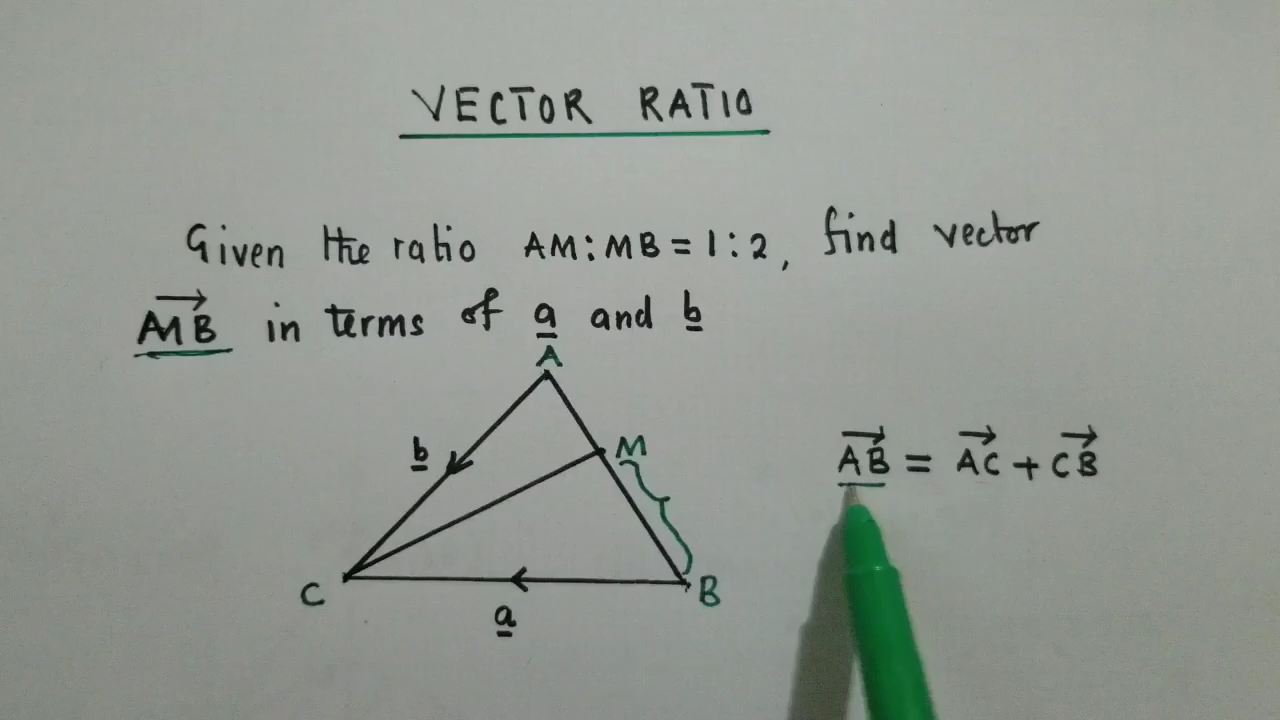 VECTOR RATIO
Given the ratio AM:MB = 1:2, find vector
MB in terms of a and b
A
b
M
AB = AC + CB
C
B
a